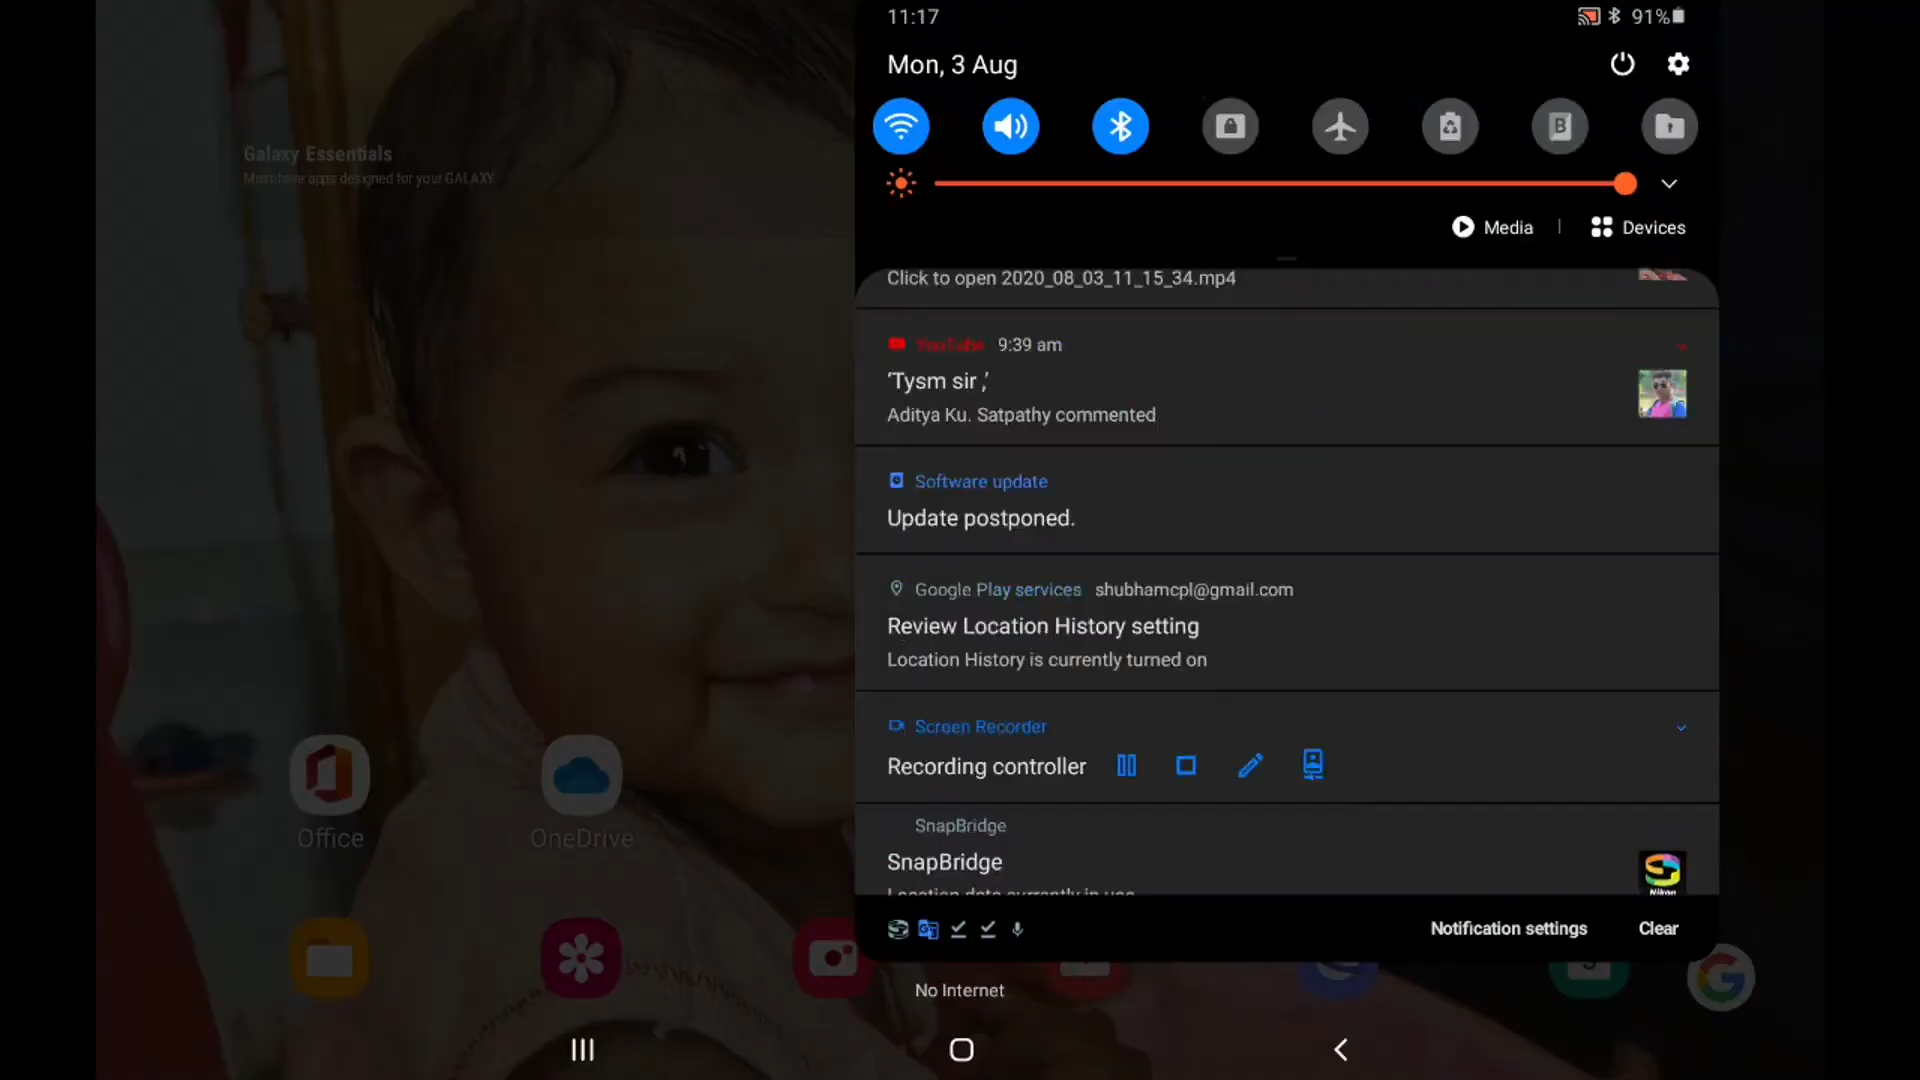 11:17
91%
Mon, 3 Aug
Galaxy Essentials
Must-have apps designed for your GALAXY
Media | Devices
Click to open 2020_08_03_11_15_34.mp4
YouTube 9:39 am
‘Tysm sir ,’
Aditya Ku. Satpathy commented
Software update
Update postponed.
Google Play services shubhamcpl@gmail.com
Review Location History setting
Location History is currently turned on
Screen Recorder
Recording controller
SnapBridge
SnapBridge
Location data currently in use
Nikon
Office
OneDrive
Notification settings Clear
No Internet